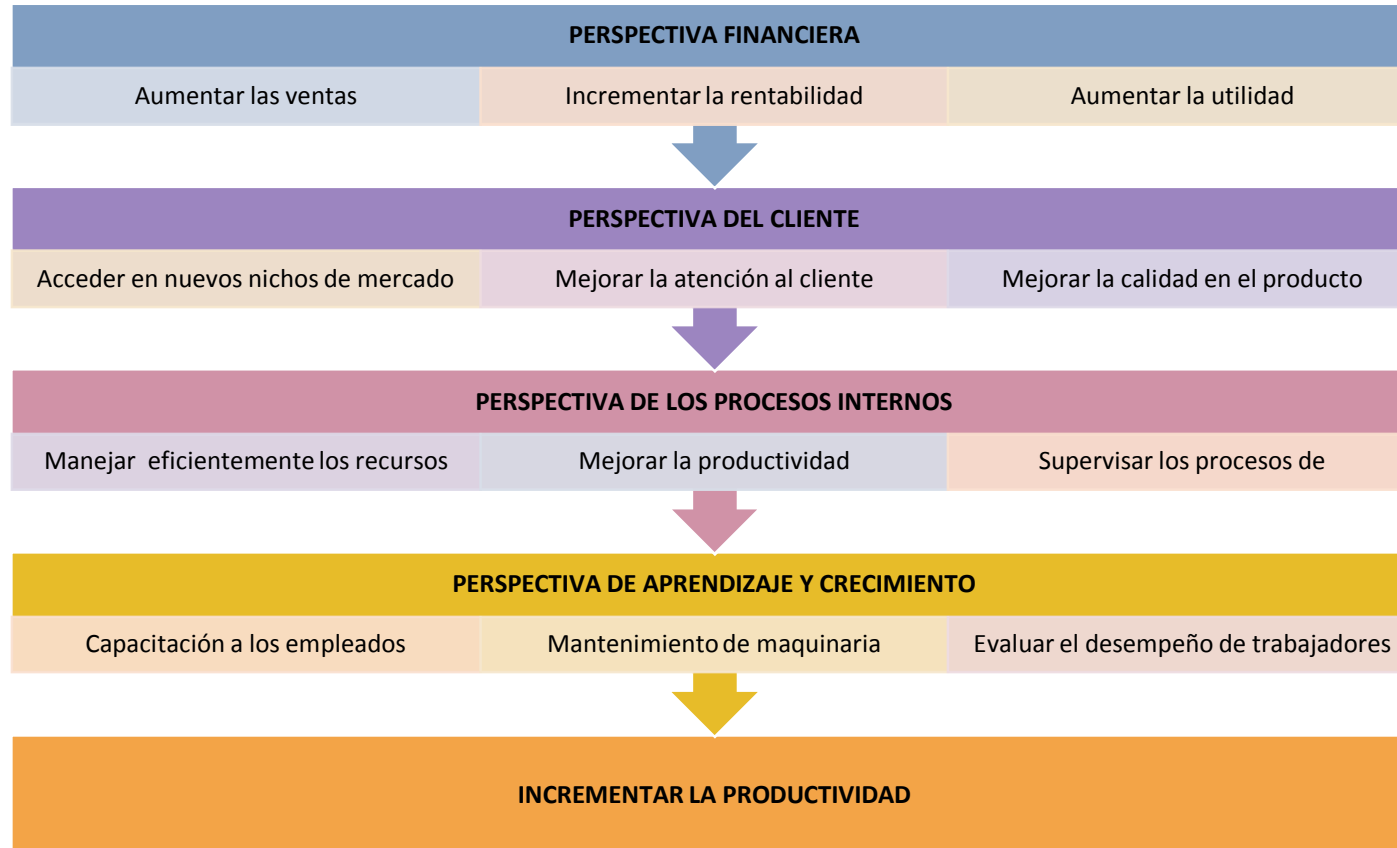 PERSPECTIVA FINANCIERA
Aumentar las ventas
Incrementar la rentabilidad
Aumentar la utilidad
PERSPECTIVA DEL CLIENTE
Acceder en nuevos nichos de mercado
Mejorar la atención al cliente
Mejorar la calidad en el producto
PERSPECTIVA DE LOS PROCESOS INTERNOS
Manejar eficientemente los recursos
Mejorar la productividad
Supervisar los procesos de
PERSPECTIVA DE APRENDIZAJE Y CRECIMIENTO
Capacitación a los empleados
Mantenimiento de maquinaria
Evaluar el desempeño de trabajadores
INCREMENTAR LA PRODUCTIVIDAD